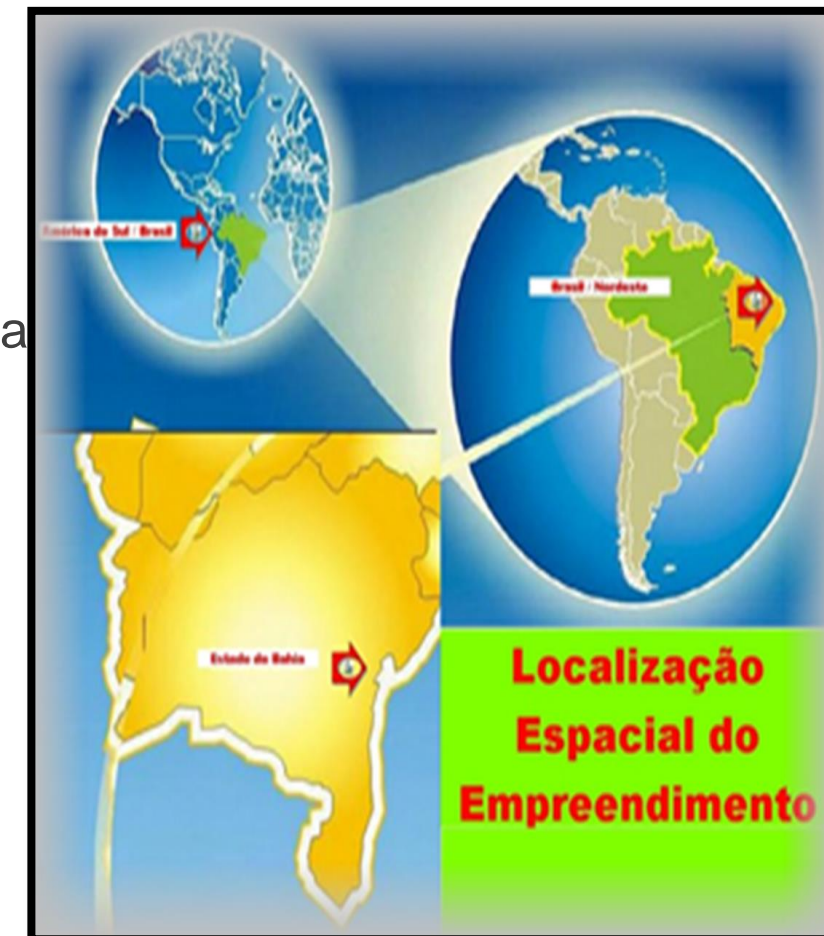 América do Sul / Brasil
Brasil / Nordeste
a
Estado da Bahia
Localização
Espacial do
Empreendimento